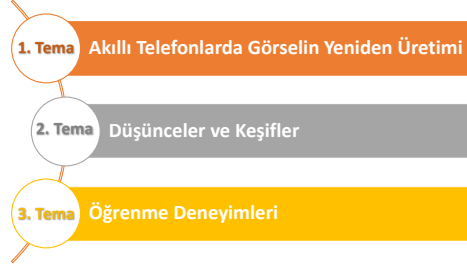 1. Tema Akıllı Telefonlarda Görselin Yeniden Üretimi
2. Tema Düşünceler ve Keşifler
3. Tema Öğrenme Deneyimleri